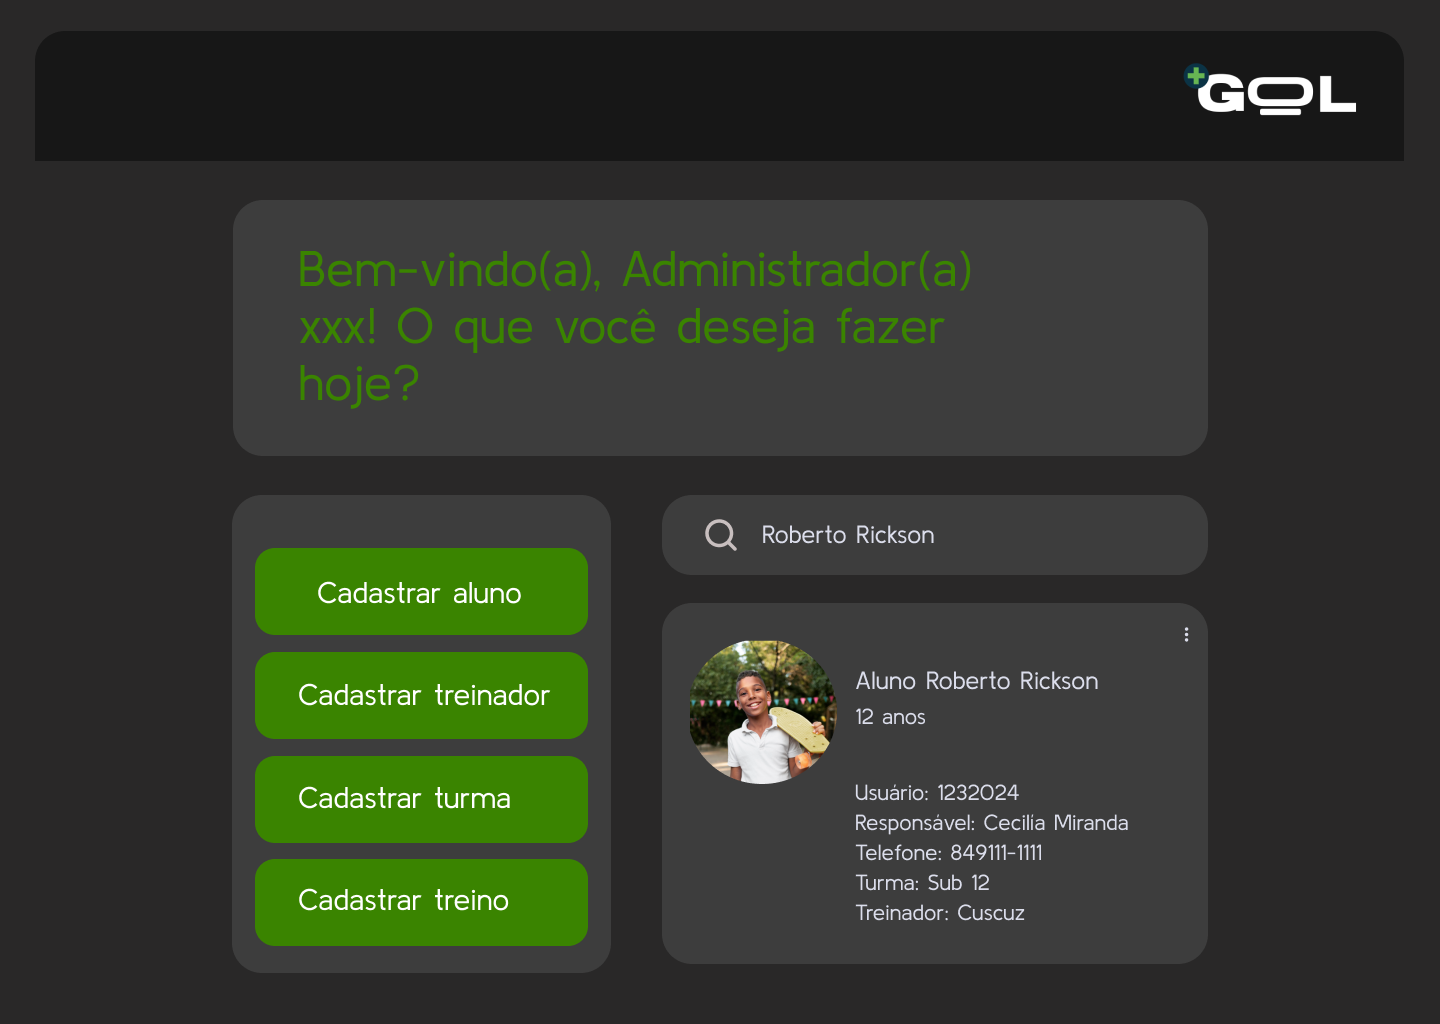 GOL
Bem-vindo(a), Administrador(a)
xxx! O que você deseja fazer
hoje?
Cadastrar aluno
Cadastrar treinador
Cadastrar turma
Cadastrar treino
Roberto Rickson
Aluno Roberto Rickson
12 anos
Usuário: 1232024
Responsável: Cecilía Miranda
Telefone: 849111-1111
Turma: Sub 12
Treinador: Cuscuz